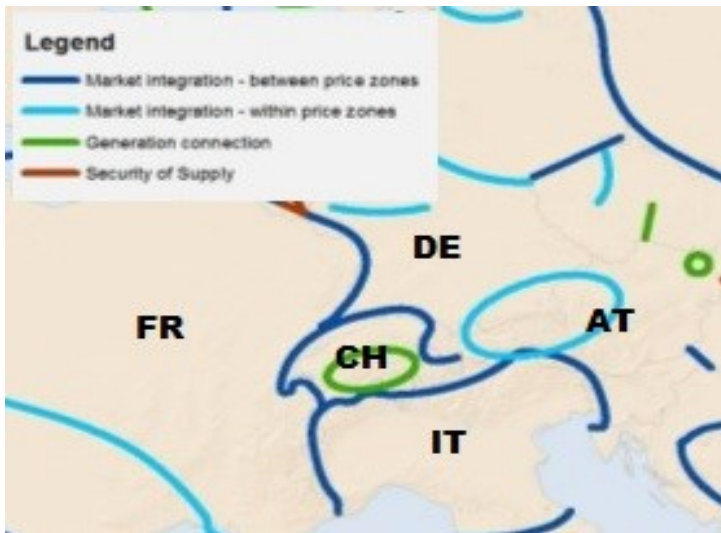 Legend
Market integration - between price zones
Market integration - within price zones
Generation connection
Security of Supply
DE
FR
AT
CH
IT